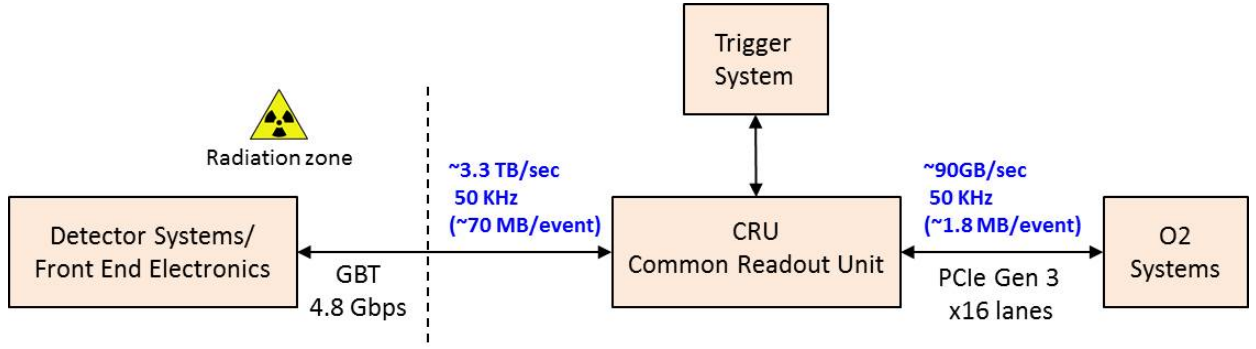 Trigger
System
Radiation zone
~3.3 TB/sec
50 KHz
(~70 MB/event)
~90GB/sec
50 KHz
(~1.8 MB/event)
Detector Systems/
Front End Electronics
GBT
4.8 Gbps
CRU
Common Readout Unit
PCIe Gen 3
x16 lanes
O2
Systems